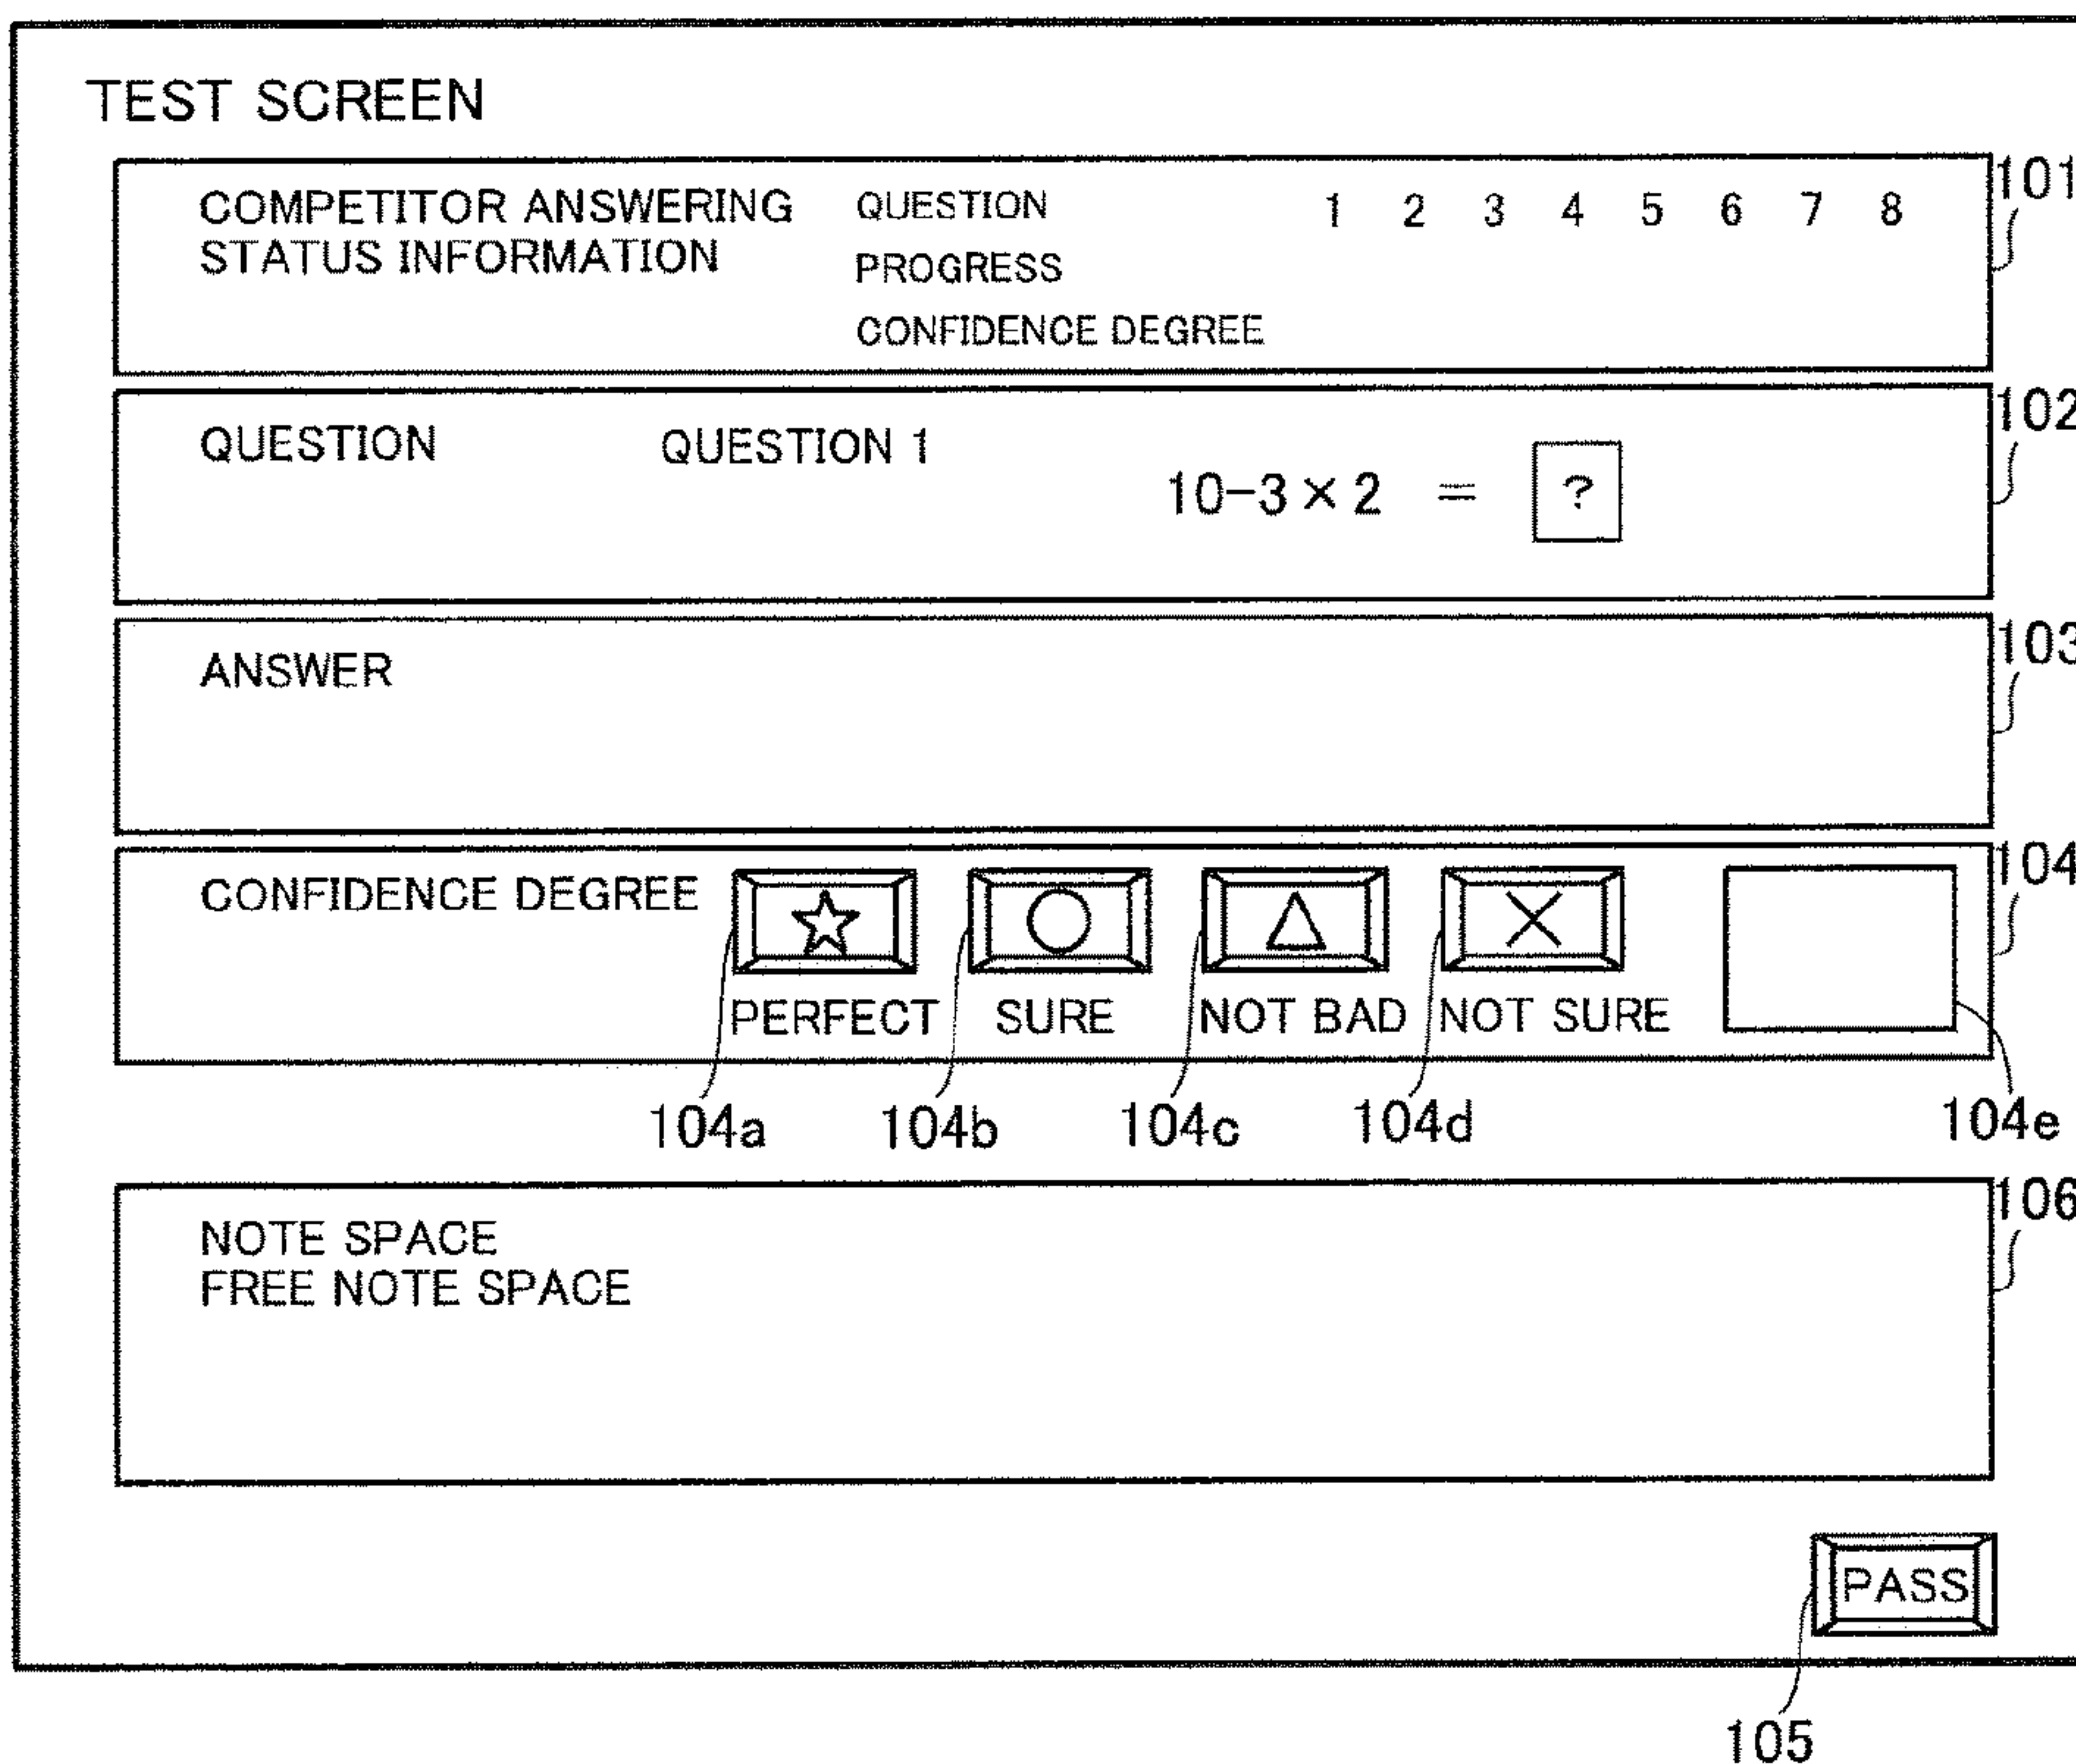 TEST SCREEN
COMPETITOR ANSWERING
STATUS INFORMATION
QUESTION 1 2 3 4 5 6 7 8
PROGRESS
CONFIDENCE DEGREE
101
QUESTION QUESTION 1
10-3×2 = ?
102
ANSWER
103
CONFIDENCE DEGREE
PERFECT SURE NOT BAD NOT SURE
104
104a 104b 104c 104d 104e
NOTE SPACE
FREE NOTE SPACE
106
PASS
105